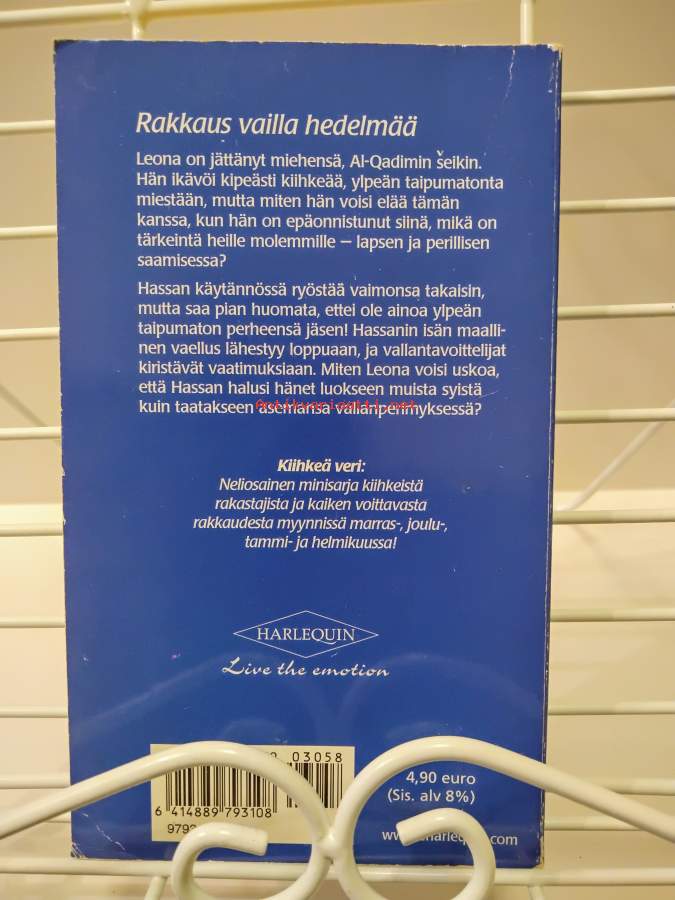 Rakkaus vailla hedelmää
Leona on jättänyt miehensä, Al-Qadimin šeikin.
Hän ikävöi kipeästi kiihkeää, ylpeän taipumatonta
miestään, mutta miten hän voisi elää tämän
kanssa, kun hän on epäonnistunut siinä, mikä on
tärkeintä heille molemmille – lapsen ja perillisen
saamisessa?
Hassan käytännössä ryöstää vaimonsa takaisin,
mutta saa pian huomata, ettei ole ainoa ylpeän
taipumaton perheensä jäsen! Hassanin isän maalli-
nen vaellus lähestyy loppuaan, ja vallantavoittelijat
kiristävät vaatimuksiaan. Miten Leona voisi uskoa,
että Hassan halusi hänet luokseen muista syistä
kuin taatakseen asemansa vallanperimyksessä?
Antikvariaatti.net
Kiihkeä veri:
Neliosainen minisarja kiihkeistä
rakastajista ja kaiken voittavasta
rakkaudesta myynnissä marras-, joulu-,
tammi- ja helmikuussa!
HARLEQUIN
Live the emotion
03058
6 414889 793108
4,90 euro
(Sis. alv 8%)